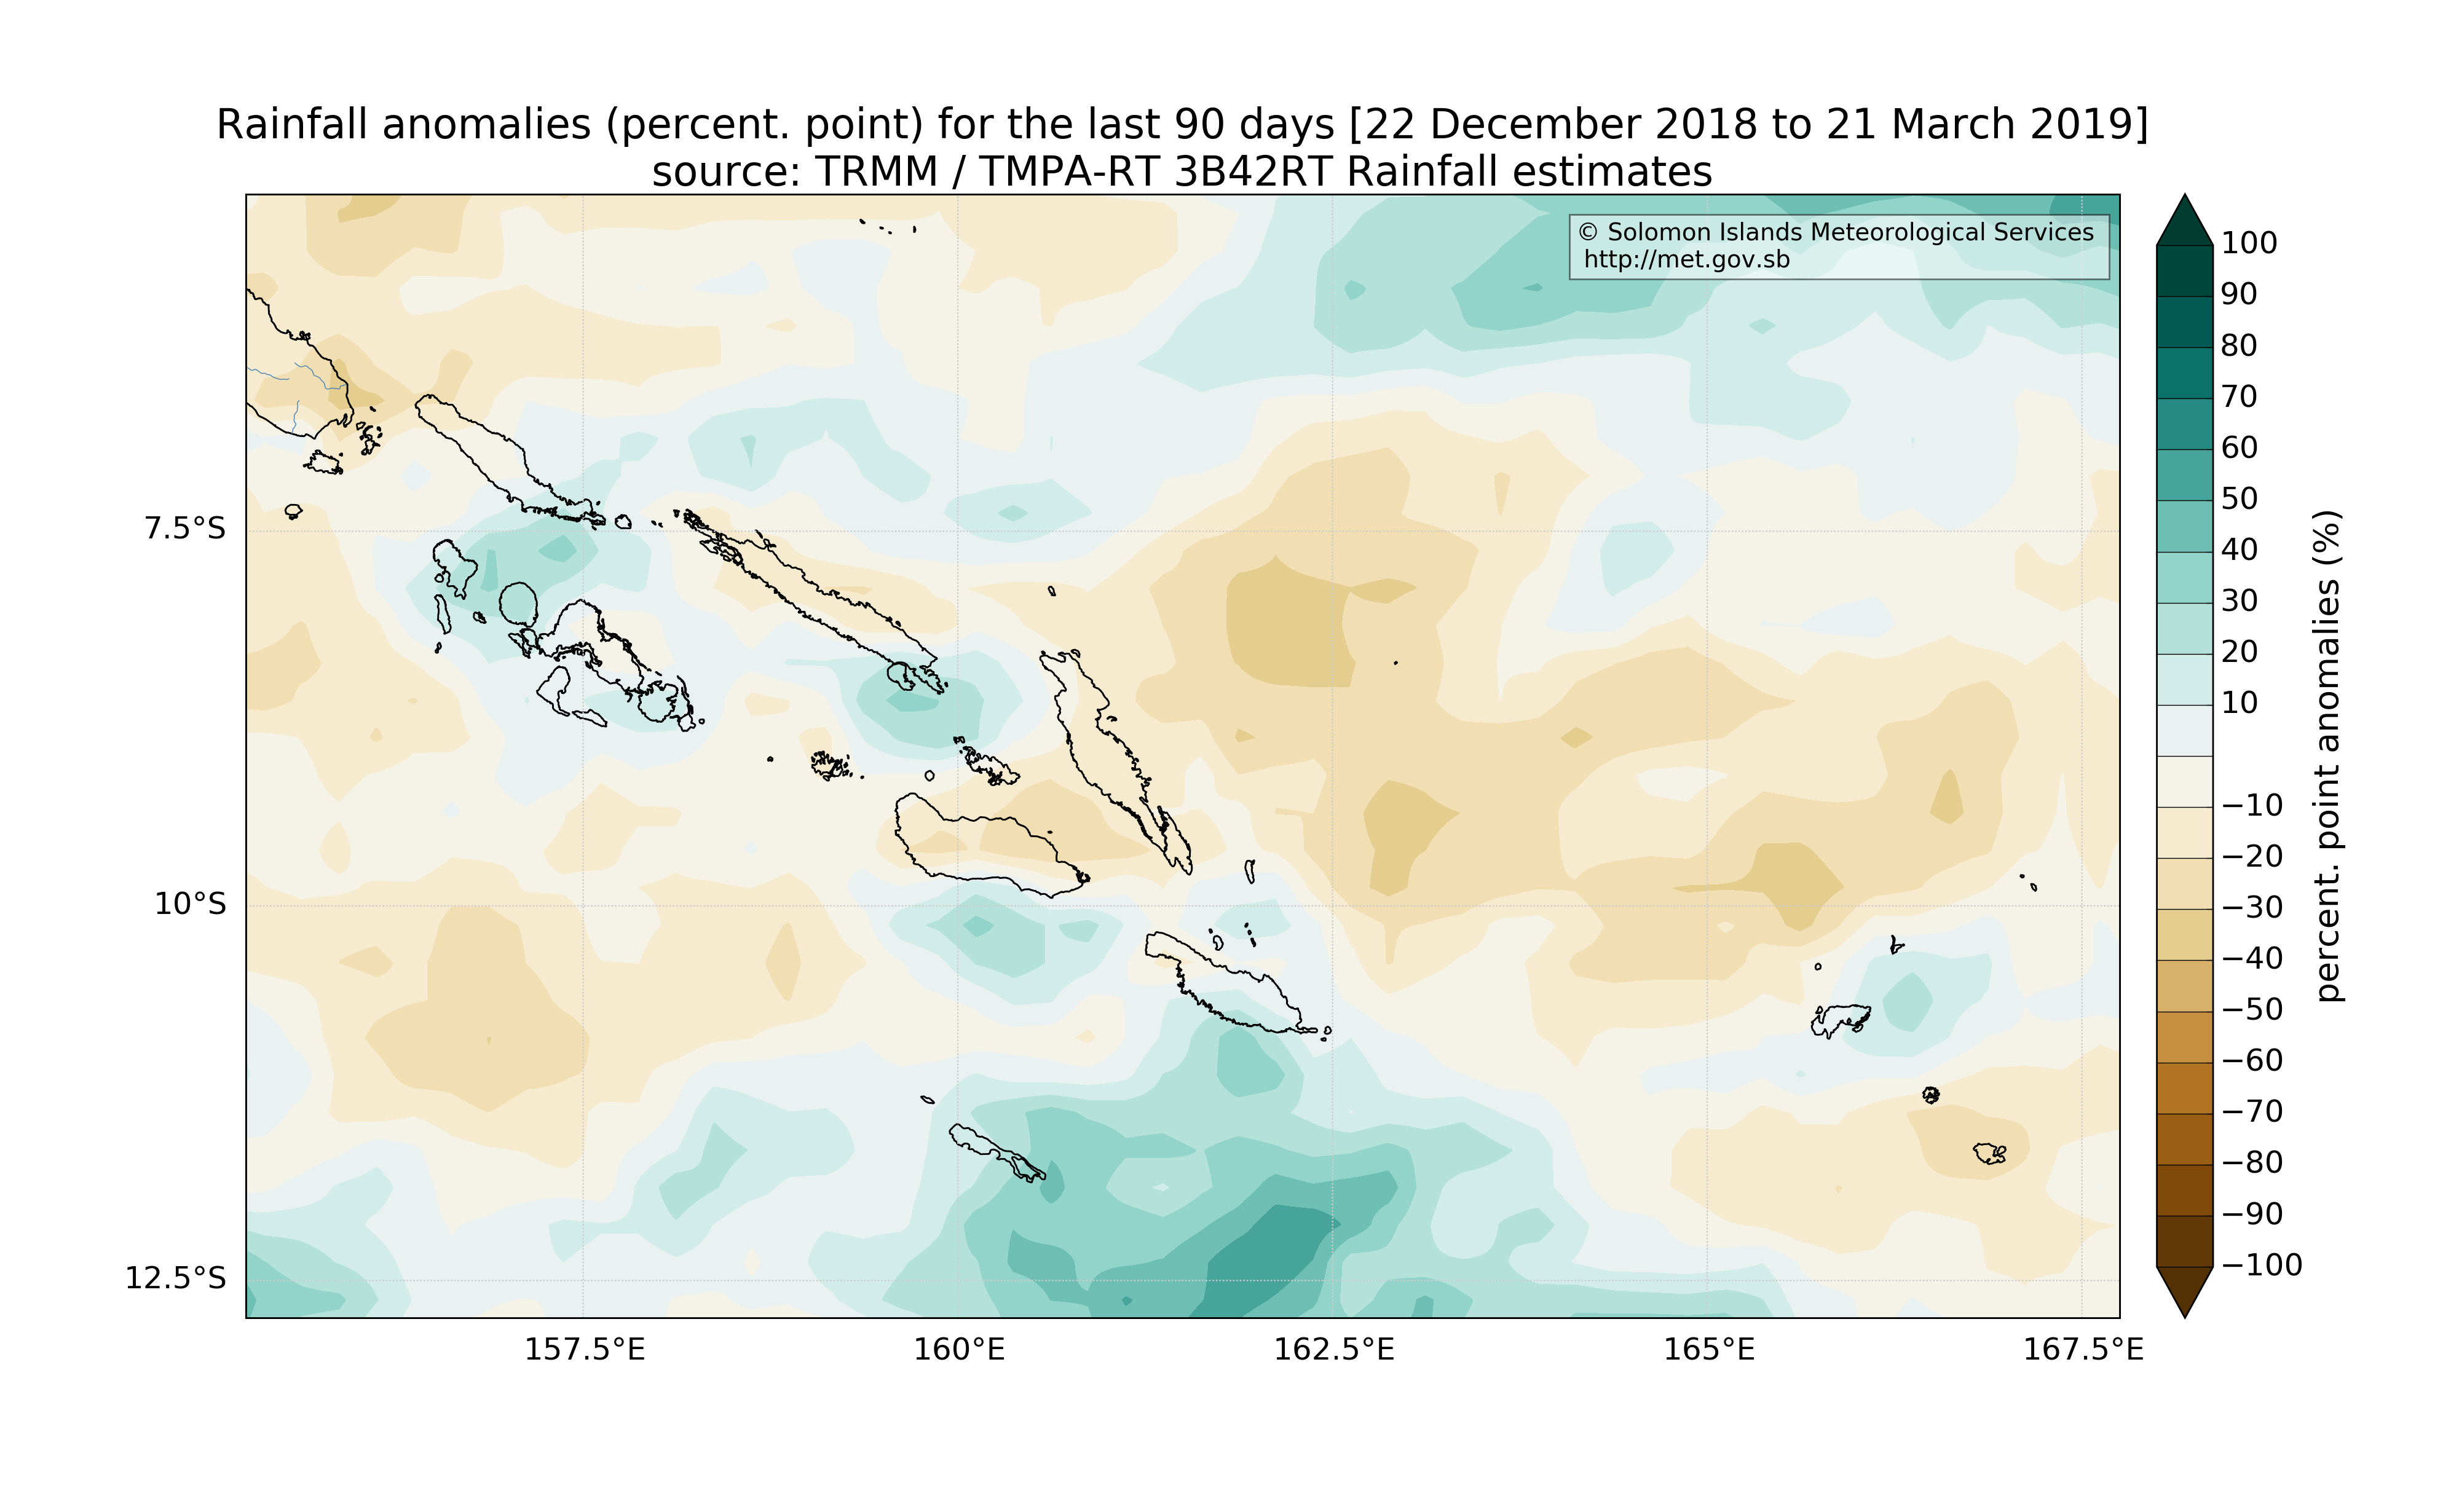 Rainfall anomalies (percent. point) for the last 90 days [22 December 2018 to 21 March 2019]
source: TRMM / TMPA-RT 3B42RT Rainfall estimates
© Solomon Islands Meteorological Services
http://met.gov.sb
7.5°S
10°S
12.5°S
157.5°E
160°E
162.5°E
165°E
167.5°E
100
90
80
70
60
50
40
30
20
10
−10
−20
−30
−40
−50
−60
−70
−80
−90
−100
percent. point anomalies (%)